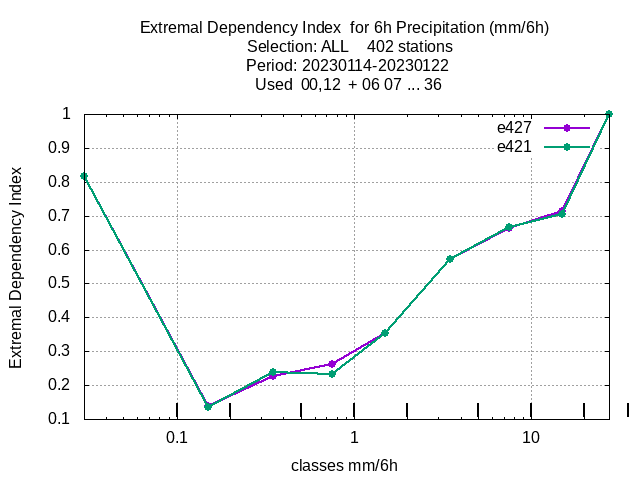 Extremal Dependency Index  for 6h Precipitation (mm/6h)
Selection: ALL    402 stations
Period: 20230114-20230122
Used  00,12  + 06 07 ... 36
e427
e421
1
0.9
0.8
0.7
0.6
0.5
0.4
0.3
0.2
0.1
Extremal Dependency Index
0.1 1 10
classes mm/6h